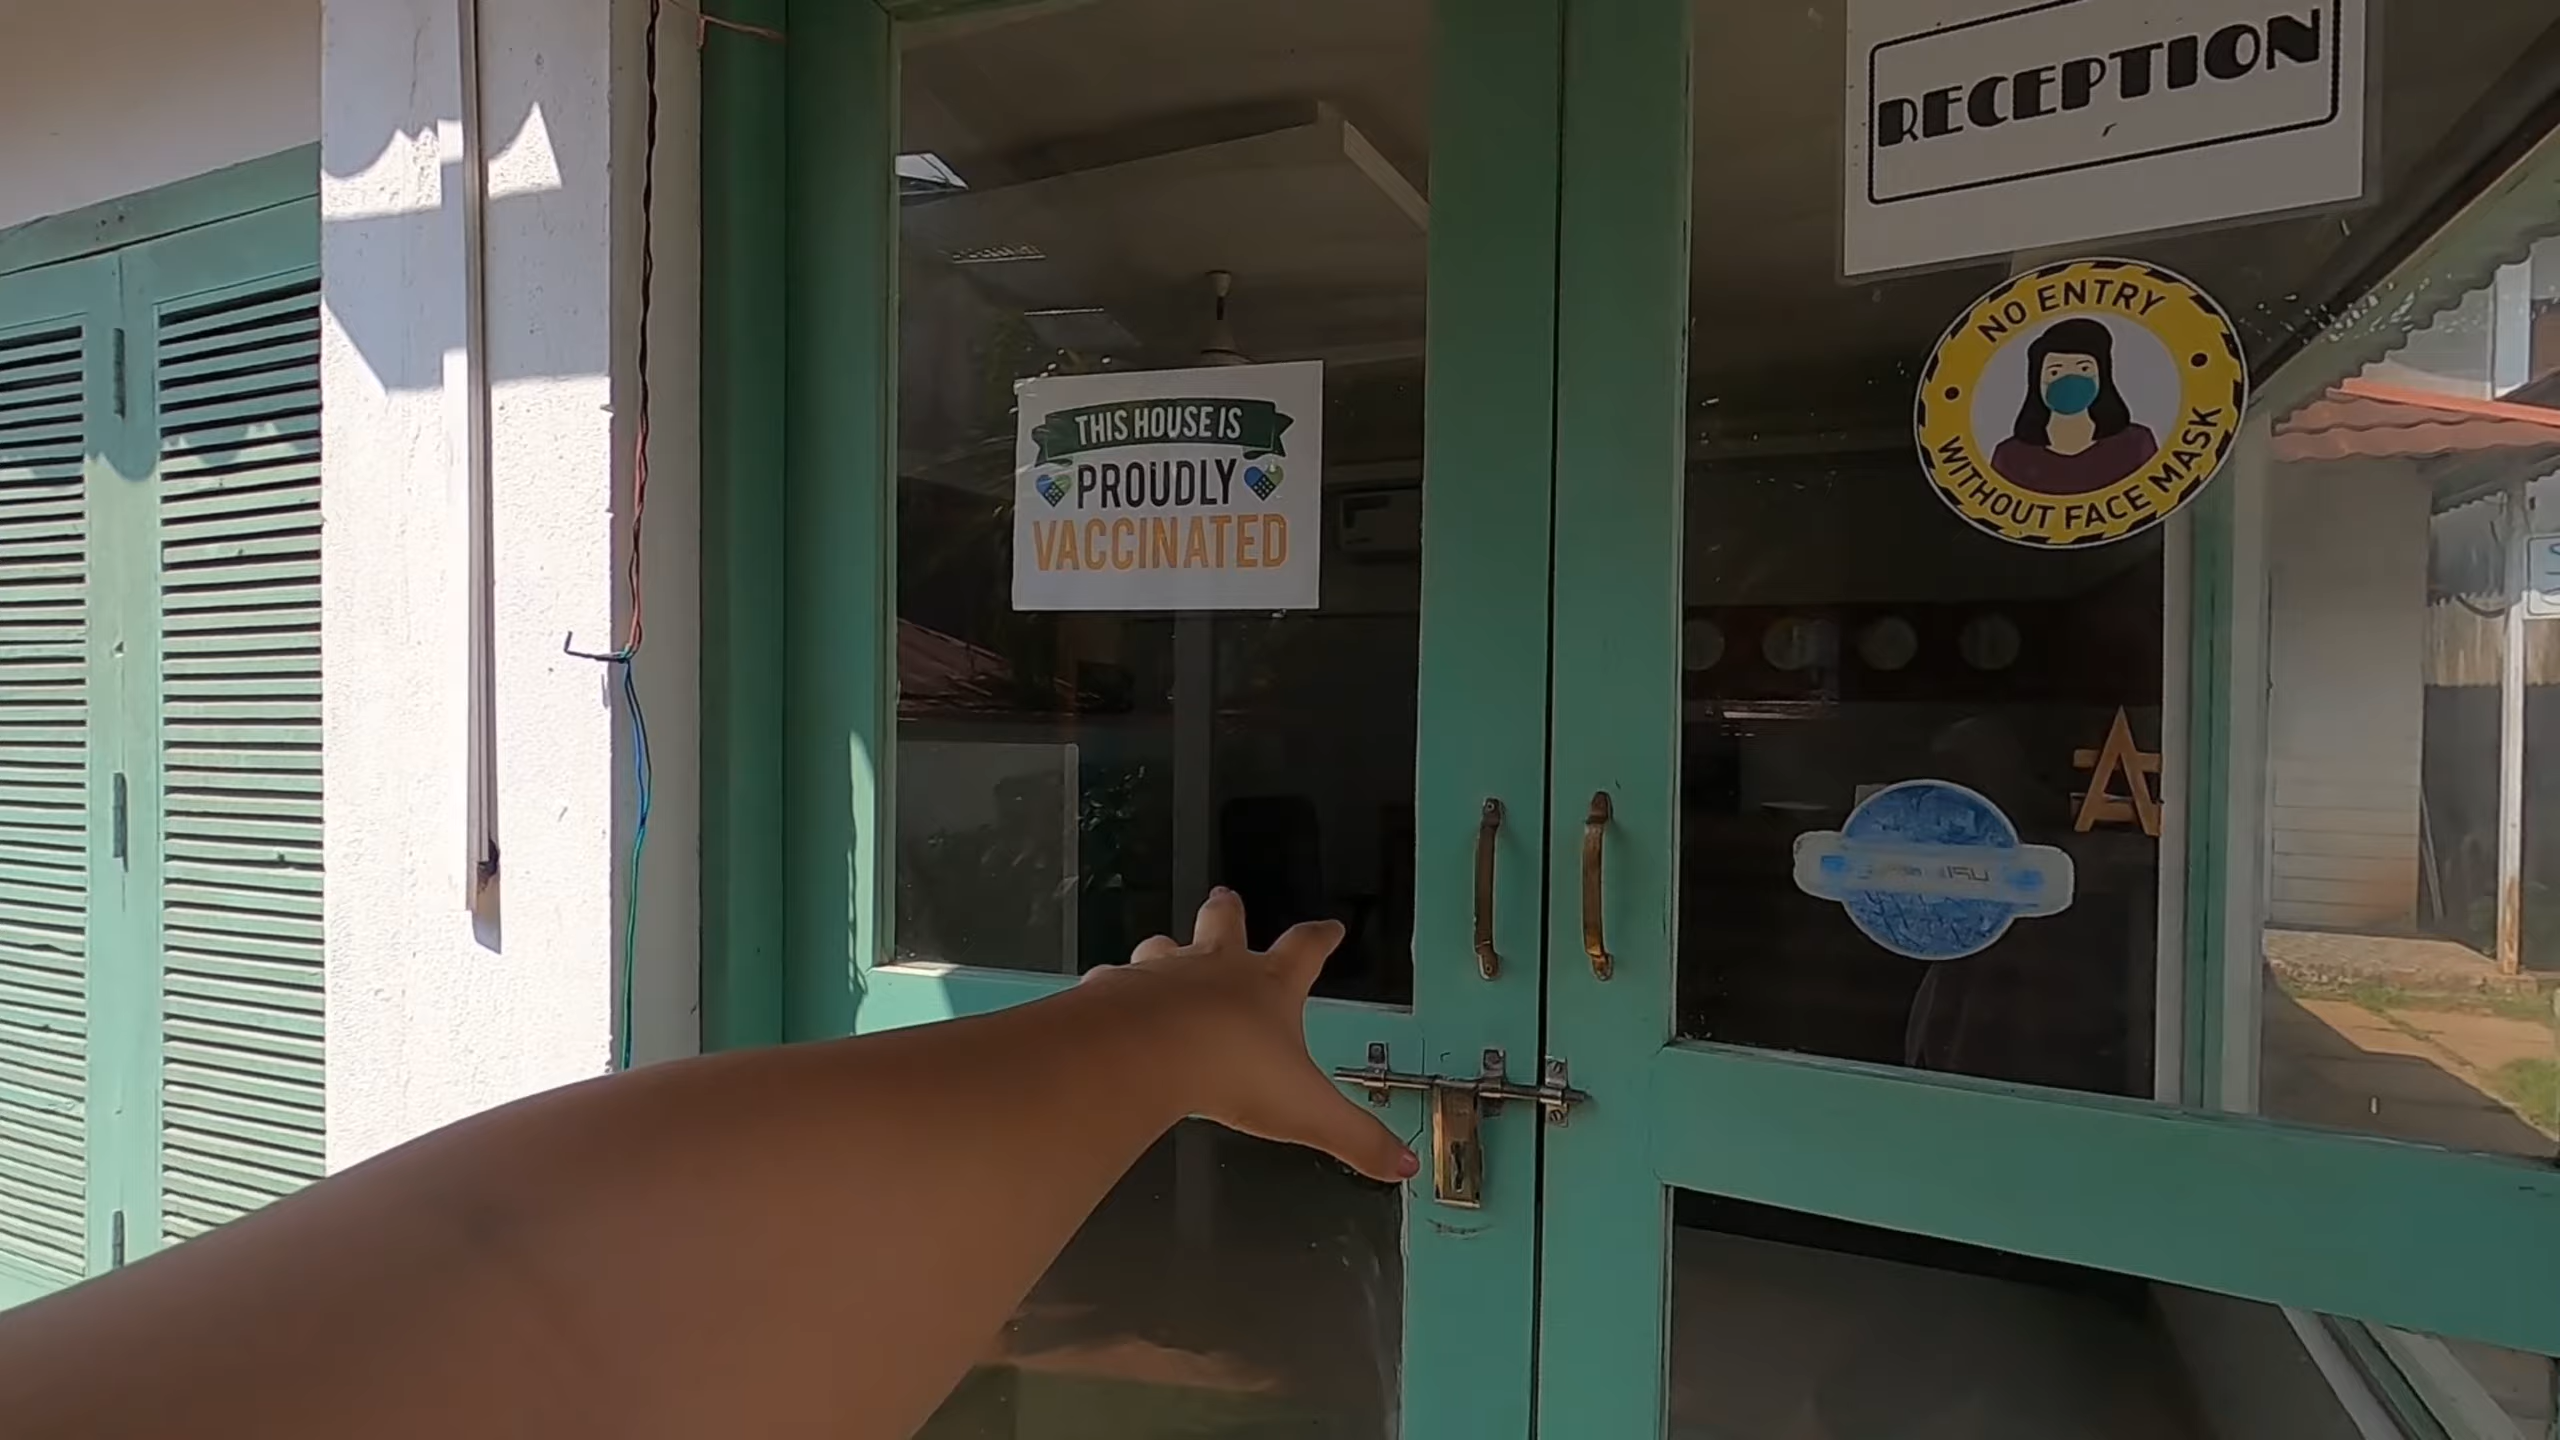 RECEPTION
NO ENTRY
WITHOUT FACE MASK
THIS HOUSE IS
PROUDLY
VACCINATED